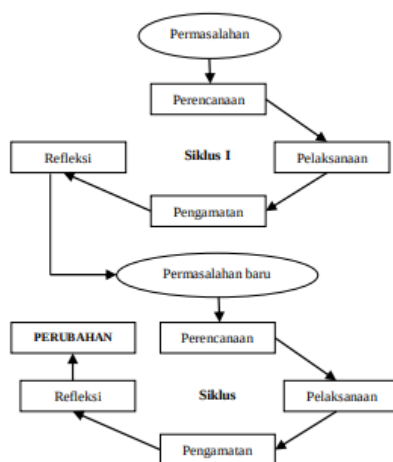 Permasalahan
Perencanaan
Refleksi
Siklus I
Pelaksanaan
Pengamatan
Permasalahan baru
PERUBAHAN
Perencanaan
Refleksi
Siklus
Pelaksanaan
Pengamatan